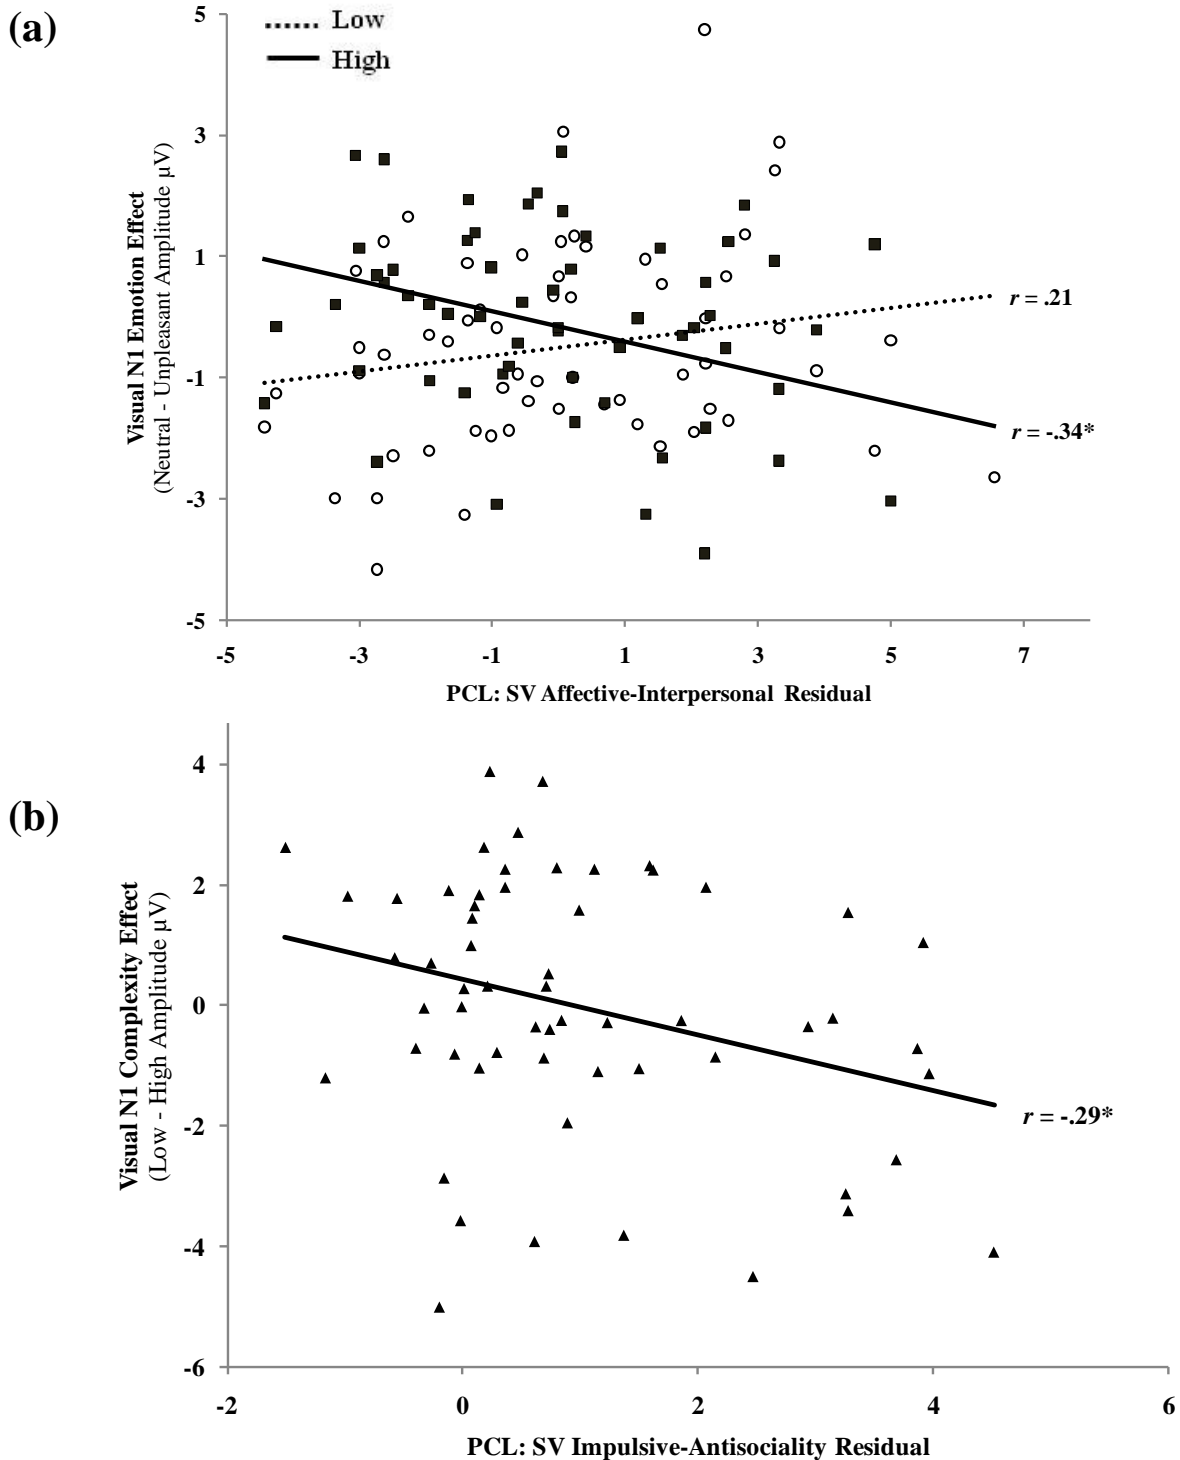 (a)
Low
High
5
3
1
-1
-3
-5
Visual N1 Emotion Effect
(Neutral - Unpleasant Amplitude µV)
r = .21
r = -.34*
-5 -3 -1 1 3 5 7
PCL: SV Affective-Interpersonal Residual
(b)
4
2
0
-2
-4
-6
Visual N1 Complexity Effect
(Low - High Amplitude µV)
r = -.29*
-2 0 2 4 6
PCL: SV Impulsive-Antisociality Residual